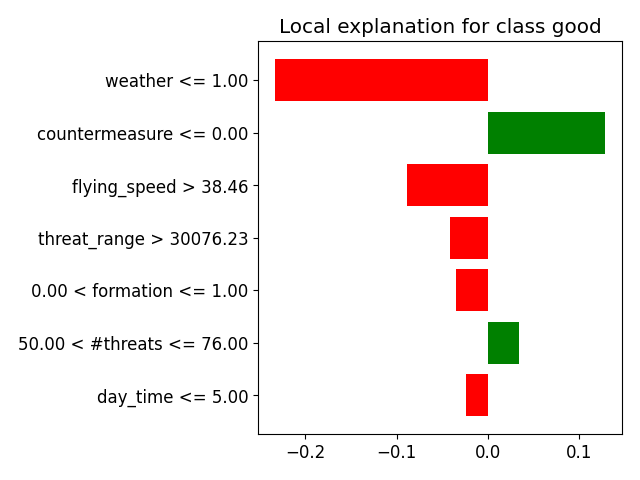 Local explanation for class good
weather <= 1.00
countermeasure <= 0.00
flying_speed > 38.46
threat_range > 30076.23
0.00 < formation <= 1.00
50.00 < #threats <= 76.00
day_time <= 5.00
−0.2 −0.1 0.0 0.1